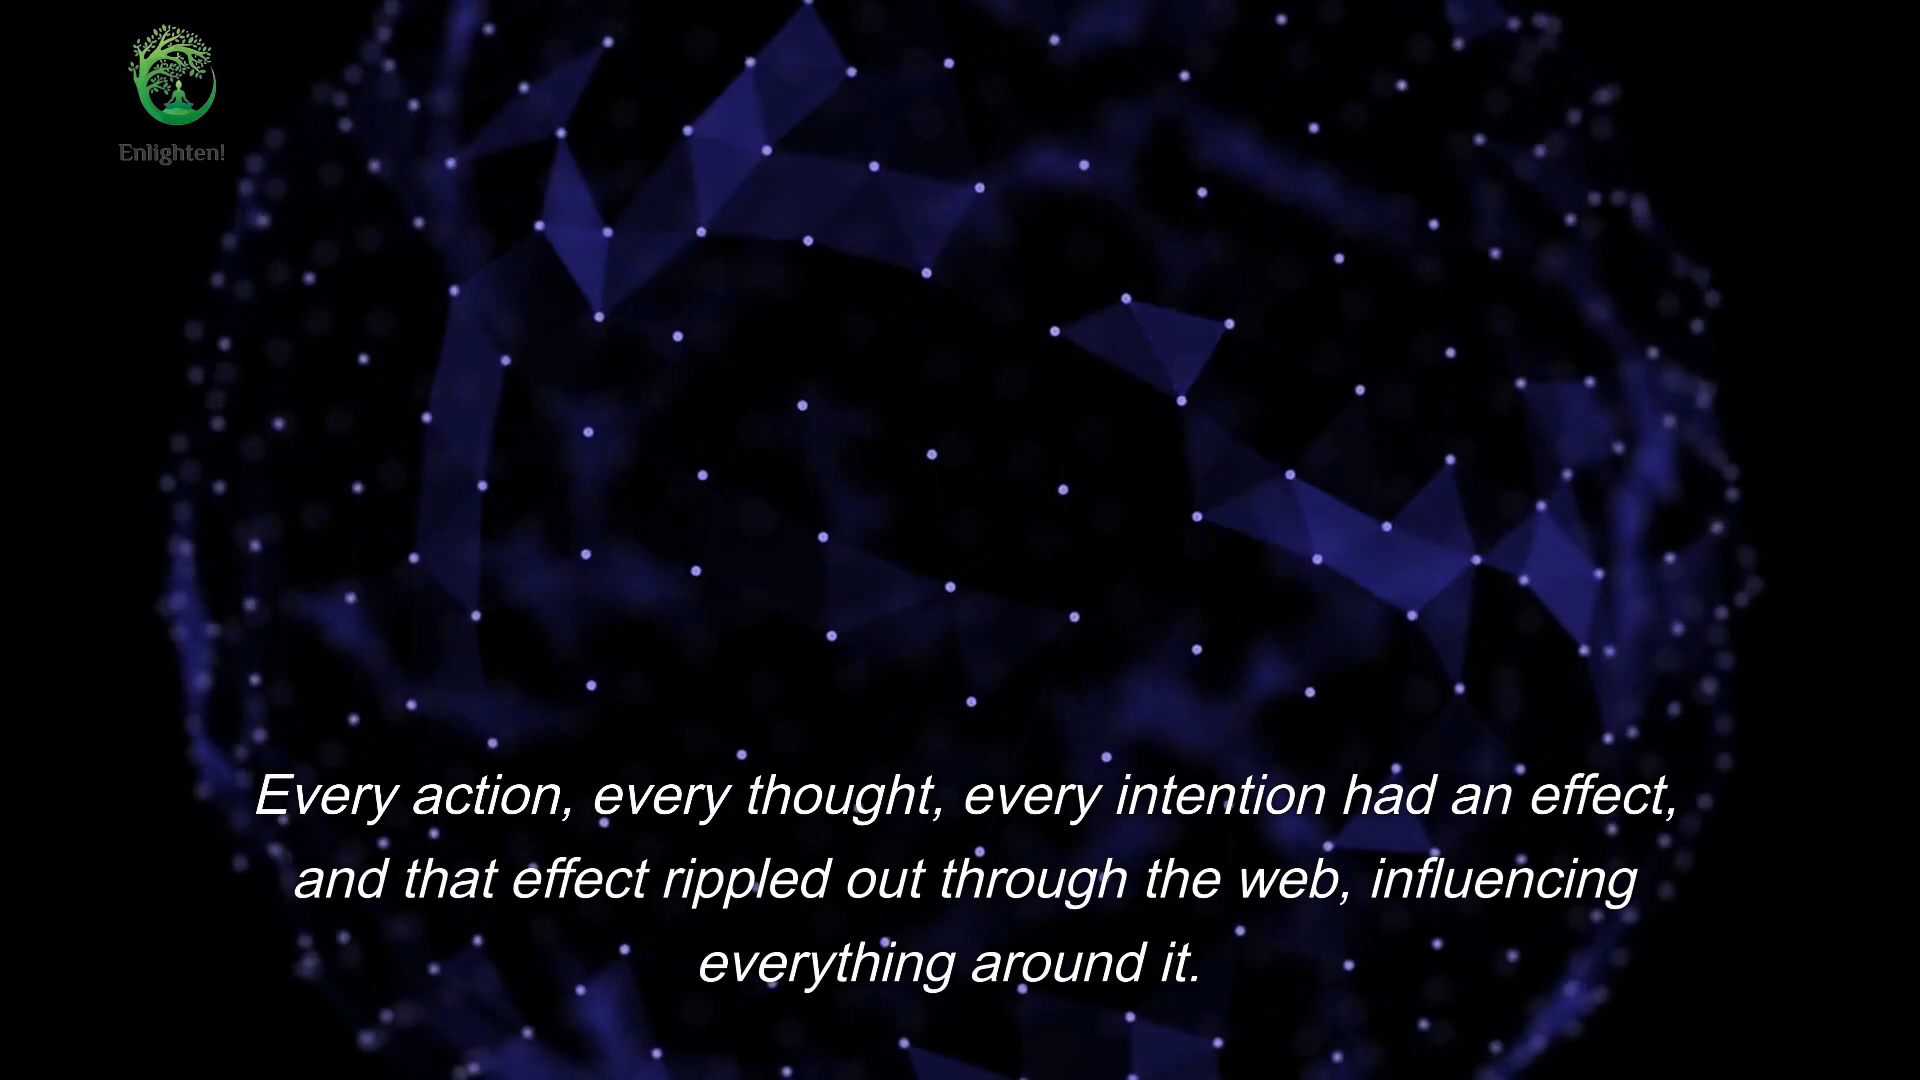 Enlighten!
Every action, every thought, every intention had an effect,
and that effect rippled out through the web, influencing
everything around it.